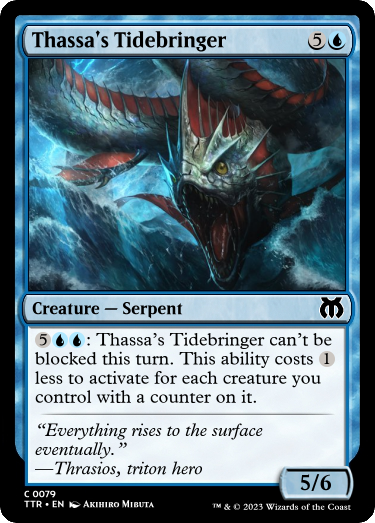 Thassa's Tidebringer 5
Creature — Serpent
5: Thassa's Tidebringer can't be
blocked this turn. This ability costs 1
less to activate for each creature you
control with a counter on it.
“Everything rises to the surface
eventually.”
—Thrasios, triton hero
5/6
C 0079
TTR • EN Akihiro Mibuta
™ & © 2023 Wizards of the Coast